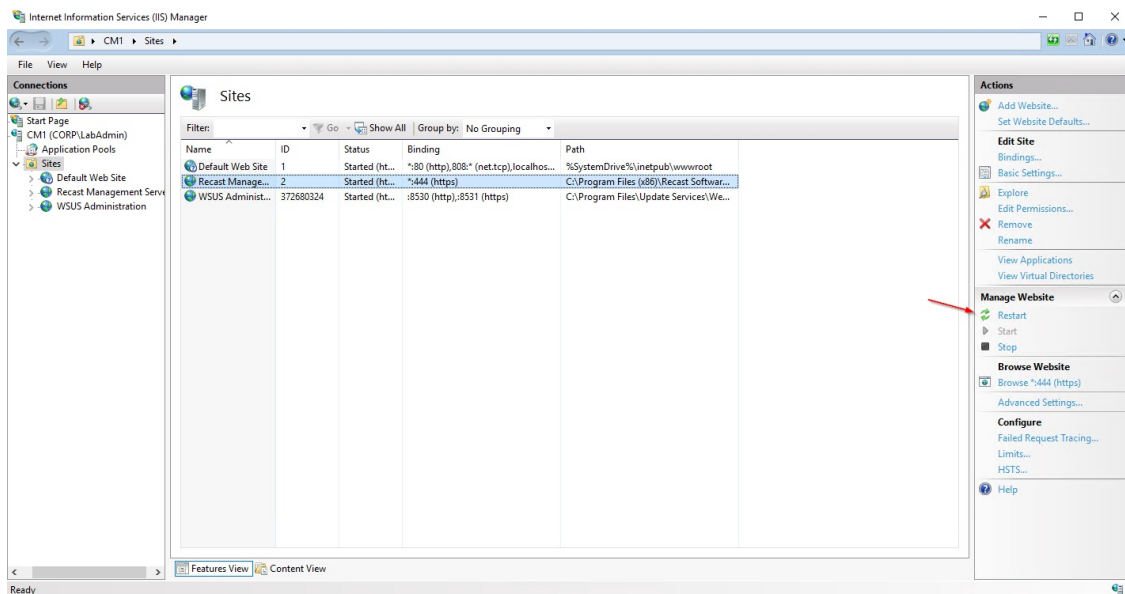 Internet Information Services (IIS) Manager
CM1 Sites
File View Help
Connections
Start Page
CM1 (CORP\LabAdmin)
Application Pools
Sites
Default Web Site
Recast Management Serve
WSUS Administration
Sites
Filter: Go Show All Group by: No Grouping
Name ID Status Binding Path
Default Web Site 1 Started (ht... *:80 (http),808:* (net.tcp),localhos... %SystemDrive%\inetpub\wwwroot
Recast Manage... 2 Started (ht... *:444 (https) C:\Program Files (x86)\Recast Softwar...
WSUS Administ... 372680324 Started (ht... :8530 (http),:8531 (https) C:\Program Files\Update Services\We...
Features View Content View
Actions
Add Website...
Set Website Defaults...
Edit Site
Bindings...
Basic Settings...
Explore
Edit Permissions...
Remove
Rename
View Applications
View Virtual Directories
Manage Website
Restart
Start
Stop
Browse Website
Browse *:444 (https)
Advanced Settings...
Configure
Failed Request Tracing...
Limits...
HSTS...
Help
Ready